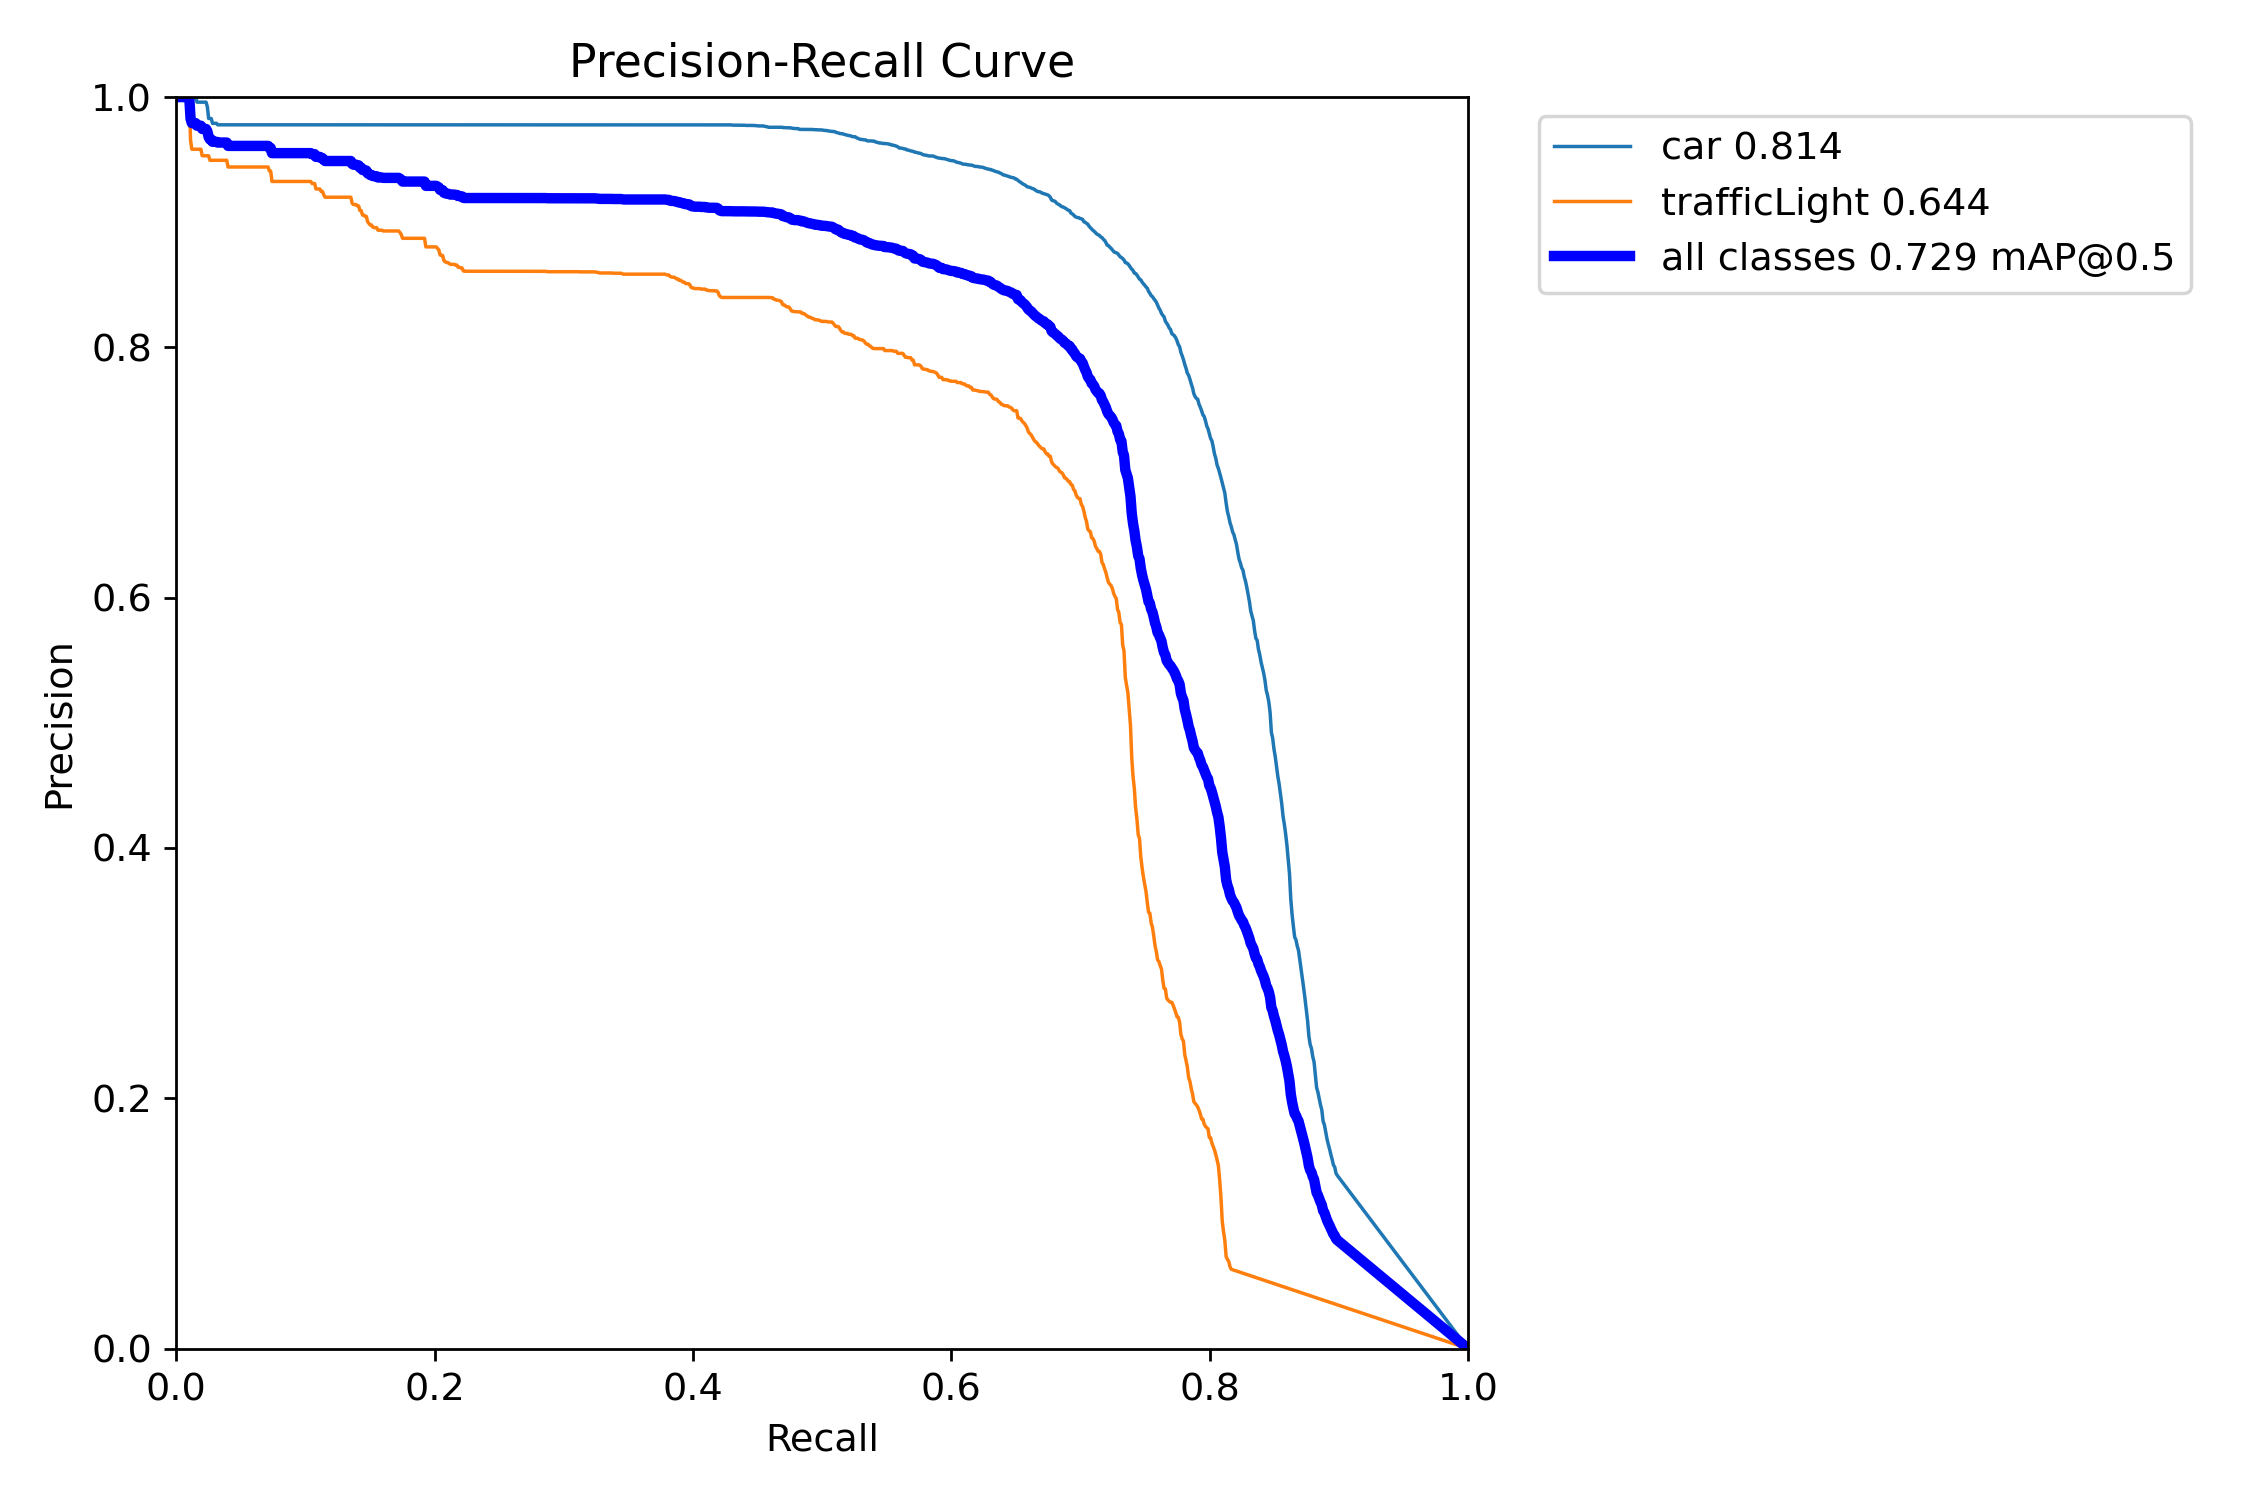 Precision-Recall Curve
1.0
0.8
0.6
0.4
0.2
0.0
Precision
0.0 0.2 0.4 0.6 0.8 1.0
Recall
car 0.814
trafficLight 0.644
all classes 0.729 mAP@0.5